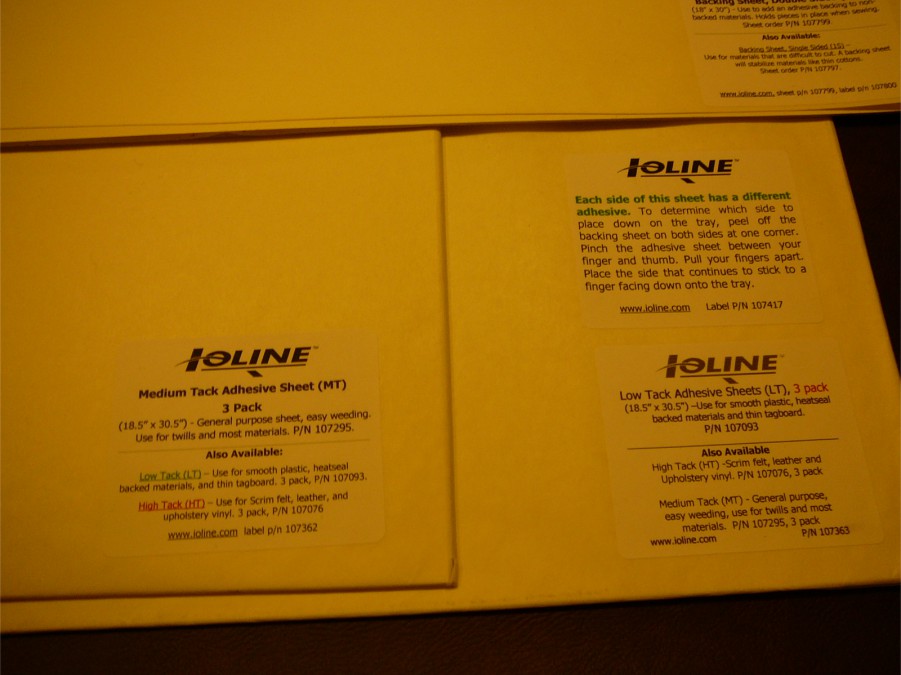 Backing Sheet,
(18" x 30") - Use to add an adhesive backing to non-
backed materials. Holds pieces in place when sewing.
Sheet order P/N 107799
Also Available:
Backing Sheet, Single Sided (1S) –
Use for materials that are difficult to cut. A backing sheet
will stabilize materials like thin cottons.
Sheet order P/N 107797.
www.ioline.com, sheet p/n 107799, label p/n 107800
IOLINE™
Each side of this sheet has a different
adhesive. To determine which side to
place down on the tray, peel off the
backing sheet on both sides at one corner.
Pinch the adhesive sheet between your
finger and thumb. Pull your fingers apart.
Place the side that continues to stick to a
finger facing down onto the tray.
www.ioline.com Label P/N 107417
IOLINE™
Medium Tack Adhesive Sheet (MT)
3 Pack
(18.5" x 30.5") - General purpose sheet, easy weeding.
Use for twills and most materials. P/N 107295.
Also Available:
Low Tack (LT) – Use for smooth plastic, heatseal
backed materials, and thin tagboard. 3 pack, P/N 107093.
High Tack (HT) – Use for Scrim felt, leather, and
upholstery vinyl. 3 pack, P/N 107076
www.ioline.com label p/n 107362
IOLINE™
Low Tack Adhesive Sheets (LT), 3 pack
(18.5" x 30.5") –Use for smooth plastic, heatseal
backed materials and thin tagboard.
P/N 107093
Also Available
High Tack (HT) -Scrim felt, leather and
Upholstery vinyl. P/N 107076, 3 pack
Medium Tack (MT) - General purpose,
easy weeding, use for twills and most
materials. P/N 107295, 3 pack
www.ioline.com P/N 107363